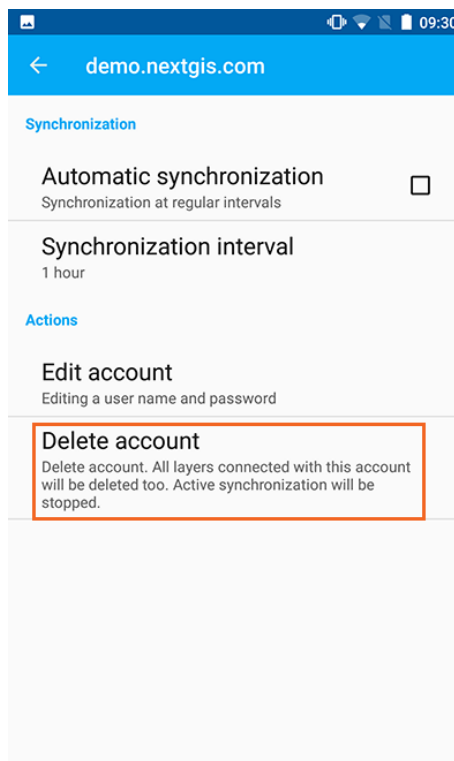 09:30
demo.nextgis.com
Synchronization
Automatic synchronization
Synchronization at regular intervals
Synchronization interval
1 hour
Actions
Edit account
Editing a user name and password
Delete account
Delete account. All layers connected with this account
will be deleted too. Active synchronization will be
stopped.